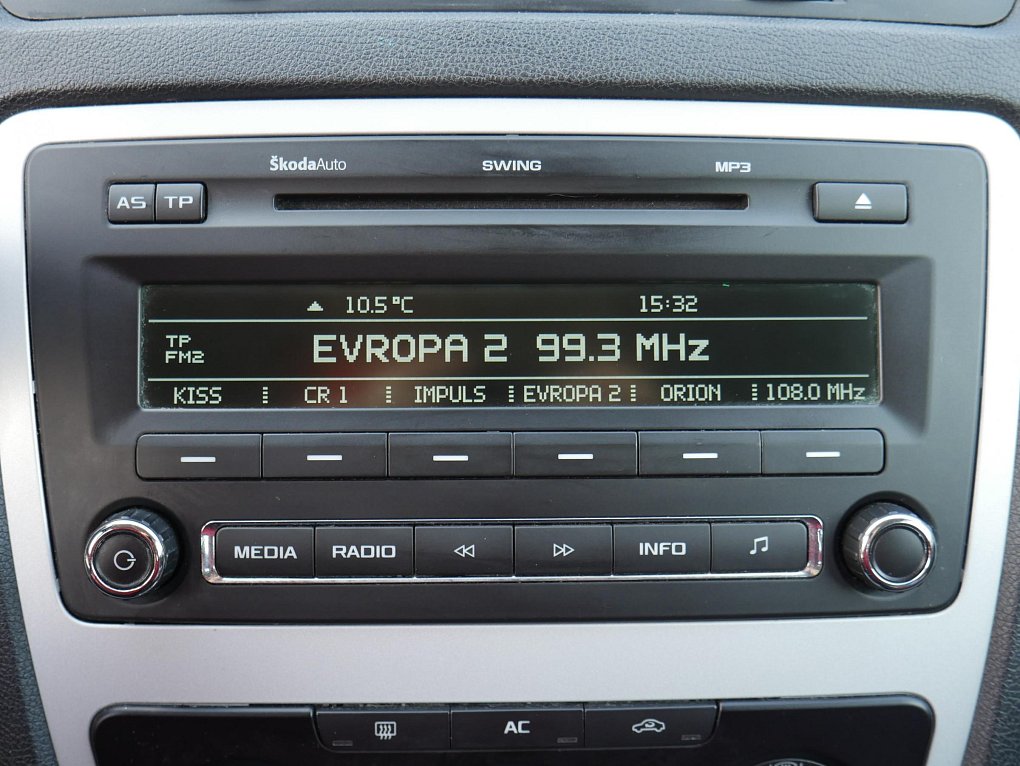 ŠkodaAuto SWING MP3
AS TP
10.5°C 15:32
TP
FM2
EVROPA 2 99.3 MHz
KISS CR 1 IMPULS EVROPA 2 ORION 108.0 MHz
MEDIA RADIO INFO
AC